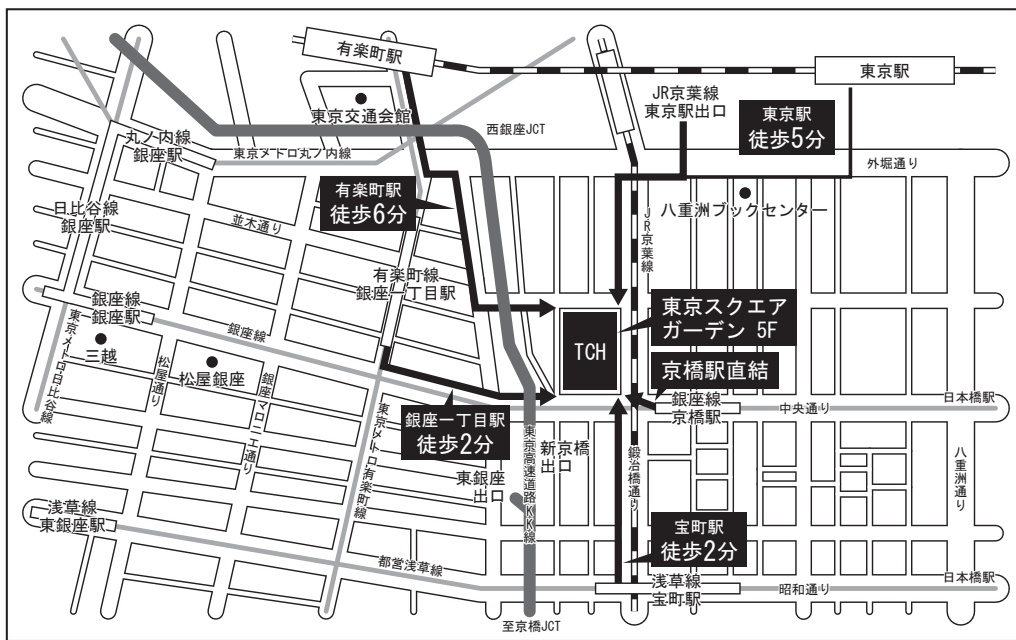 有楽町駅
東京駅
東京交通会館
西銀座JCT
JR京葉線
東京駅出口
東京駅
徒歩5分
丸ノ内線
銀座駅
東京メトロ丸ノ内線
外堀通り
有楽町駅
徒歩6分
八重洲ブックセンター
日比谷線
銀座駅
並木通り
JR京葉線
有楽町線
銀座一丁目駅
銀座線
銀座駅
銀座線
TCH
東京スクエア
ガーデン 5F
京橋駅直結
三越
松屋銀座
東京メトロ日比谷線
松屋通り
銀座マロニエ通り
東京メトロ有楽町線
銀座一丁目駅
徒歩2分
銀座線
京橋駅
中央通り
日本橋駅
東京高速道路KK線
新京橋
出口
東銀座
出口
鍛冶橋通り
八重洲通り
浅草線
東銀座駅
宝町駅
徒歩2分
都営浅草線
浅草線
宝町駅
昭和通り
日本橋駅
至京橋JCT